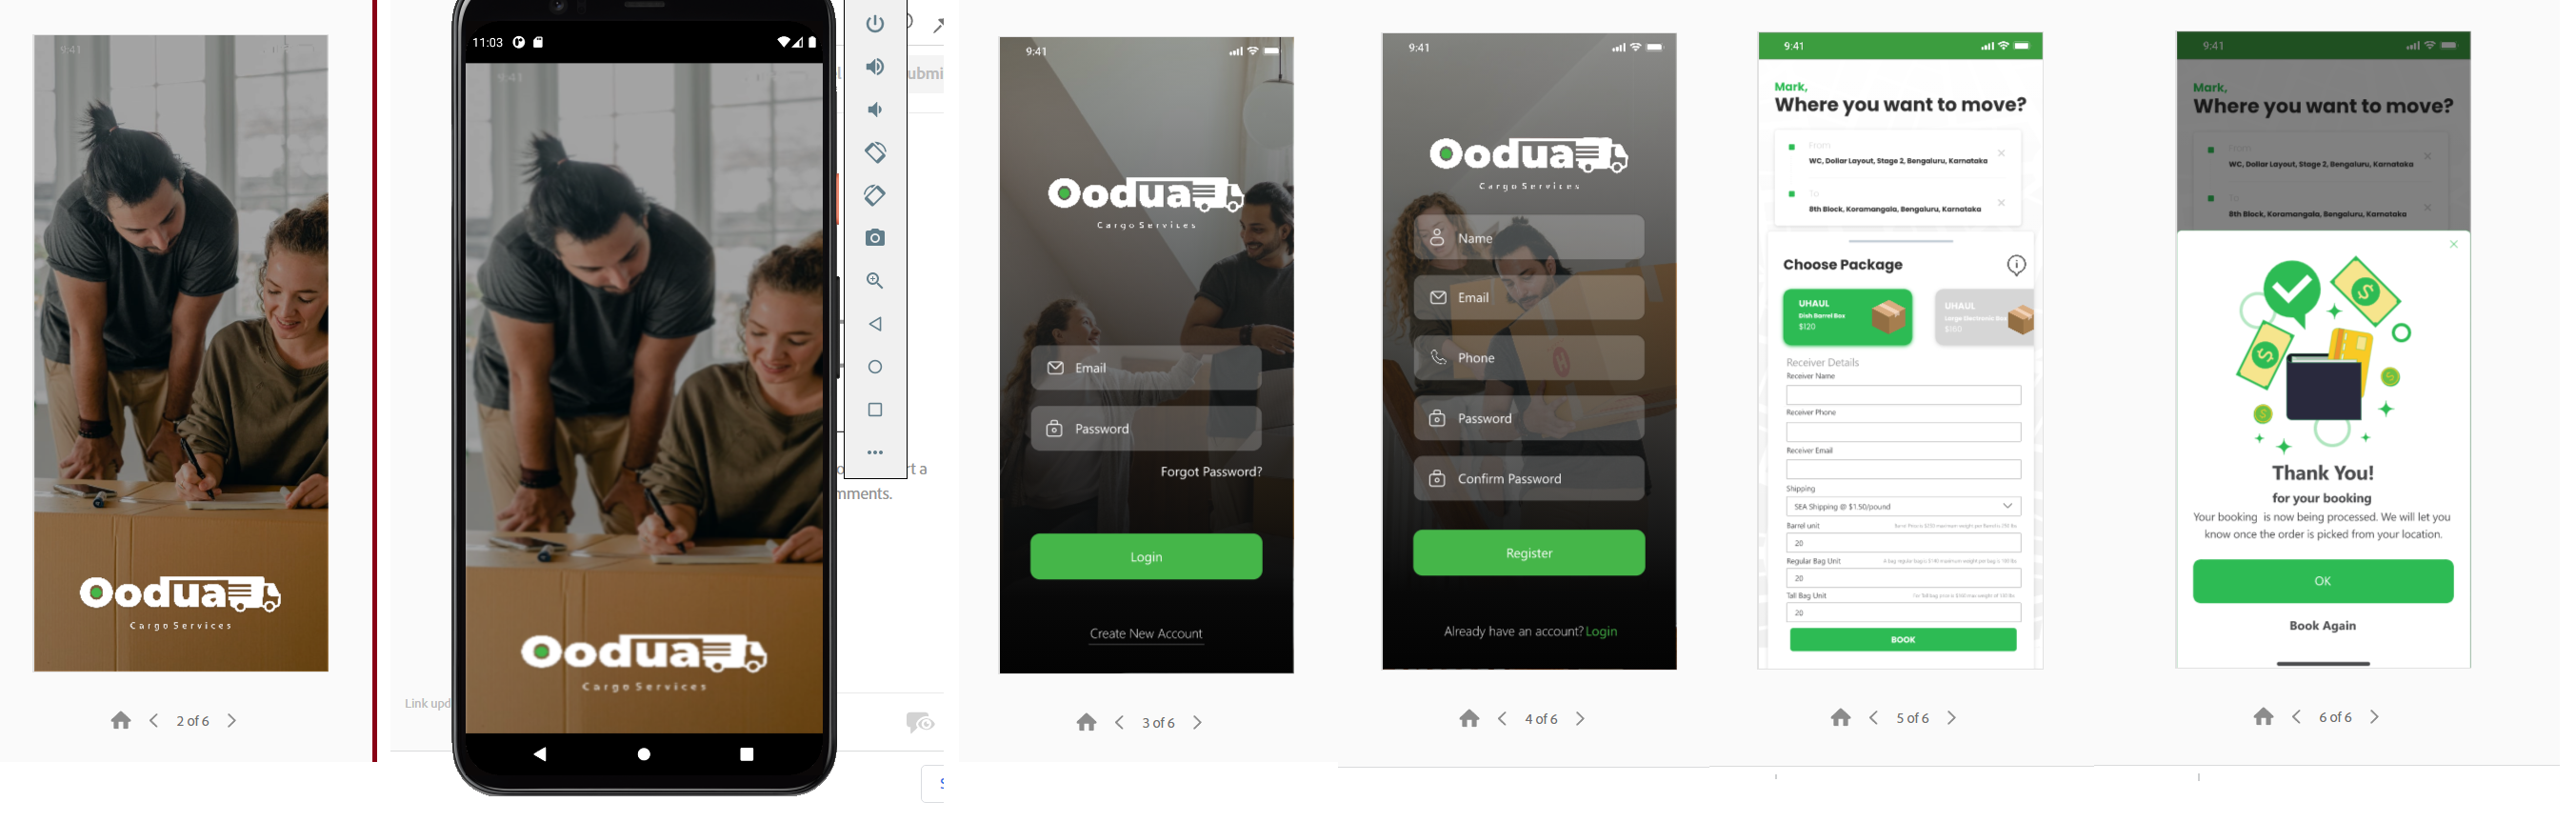 9:41
Oodua
Cargo Services
2 of 6
11:03
9:41
Oodua
Cargo Services
ubmi
rt a
mments.
Link upd
9:41
Oodua
Cargo Services
Email
Password
Forgot Password?
Login
Create New Account
3 of 6
9:41
Oodua
Cargo Services
Name
Email
Phone
Password
Confirm Password
Register
Already have an account? Login
4 of 6
9:41
Mark,
Where you want to move?
From
WC, Dollar Layout, Stage 2, Bengaluru, Karnataka
To
8th Block, Koramangala, Bengaluru, Karnataka
Choose Package
UHAUL
Dish Barrel Box
$120
UHAUL
Large Electronic Box
$160
Receiver Details
Receiver Name
Receiver Phone
Receiver Email
Shipping
SEA Shipping @ $1.50/pound
Barrel unit
20
Regular Bag Unit
20
Tall Bag Unit
20
BOOK
5 of 6
9:41
Mark,
Where you want to move?
From
WC, Dollar Layout, Stage 2, Bengaluru, Karnataka
To
8th Block, Koramangala, Bengaluru, Karnataka
Thank You!
for your booking
Your booking is now being processed. We will let you
know once the order is picked from your location.
OK
Book Again
6 of 6